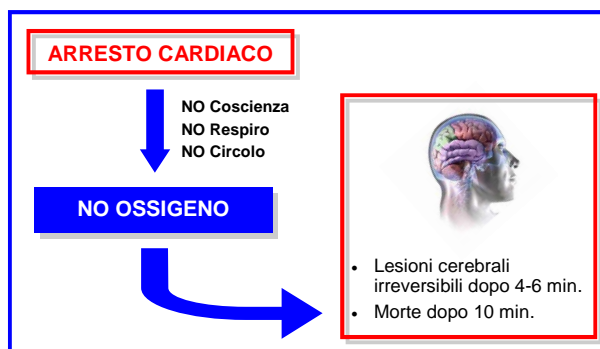 ARRESTO CARDIACO
NO Coscienza
NO Respiro
NO Circolo
NO OSSIGENO
• Lesioni cerebrali
irreversibili dopo 4-6 min.
• Morte dopo 10 min.